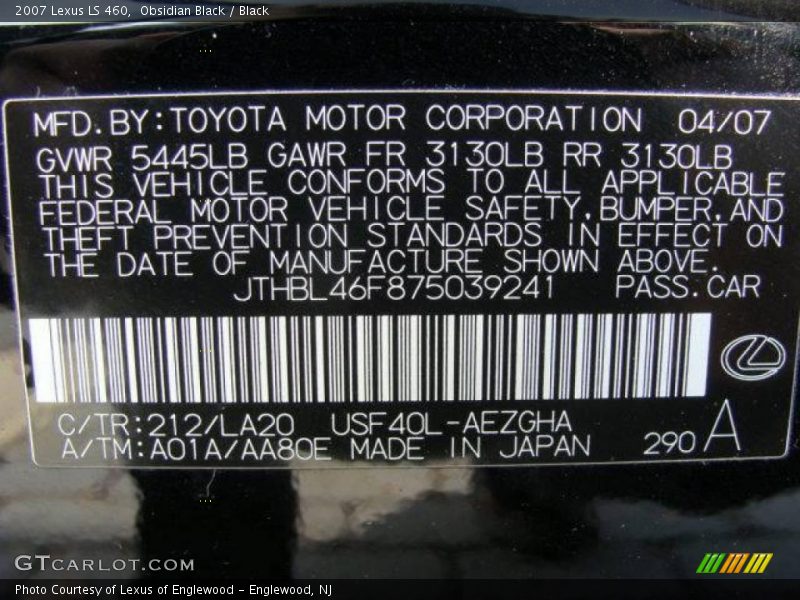 2007 Lexus LS 460, Obsidian Black / Black
MFD.BY:TOYOTA MOTOR CORPORATION 04/07
GVWR 5445LB GAWR FR 3130LB RR 3130LB
THIS VEHICLE CONFORMS TO ALL APPLICABLE
FEDERAL MOTOR VEHICLE SAFETY,BUMPER,AND
THEFT PREVENTION STANDARDS IN EFFECT ON
THE DATE OF MANUFACTURE SHOWN ABOVE.
JTHBL46F875039241 PASS.CAR
C/TR:212/LA20 USF40L-AEZGHA
A/TM:A01A/AA80E MADE IN JAPAN 290 A
GTCARLOT.COM
Photo Courtesy of Lexus of Englewood - Englewood, NJ